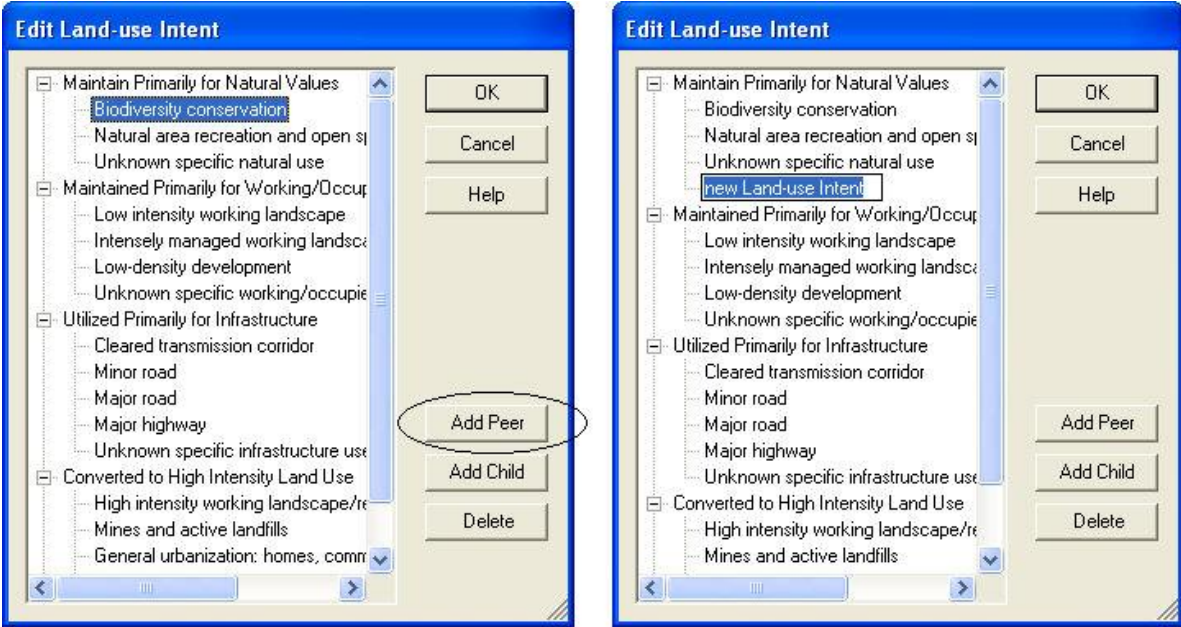 Edit Land-use Intent
Maintain Primarily for Natural Values
Biodiversity conservation
Natural area recreation and open sp
Unknown specific natural use
Maintained Primarily for Working/Occup
Low intensity working landscape
Intensely managed working landsca
Low-density development
Unknown specific working/occupie
Utilized Primarily for Infrastructure
Cleared transmission corridor
Minor road
Major road
Major highway
Unknown specific infrastructure use
Converted to High Intensity Land Use
High intensity working landscape/re
Mines and active landfills
General urbanization: homes, comm
OK
Cancel
Help
Add Peer
Add Child
Delete
Edit Land-use Intent
Maintain Primarily for Natural Values
Biodiversity conservation
Natural area recreation and open sp
Unknown specific natural use
new Land-use Intent
Maintained Primarily for Working/Occup
Low intensity working landscape
Intensely managed working landsca
Low-density development
Unknown specific working/occupie
Utilized Primarily for Infrastructure
Cleared transmission corridor
Minor road
Major road
Major highway
Unknown specific infrastructure use
Converted to High Intensity Land Use
High intensity working landscape/re
Mines and active landfills
OK
Cancel
Help
Add Peer
Add Child
Delete